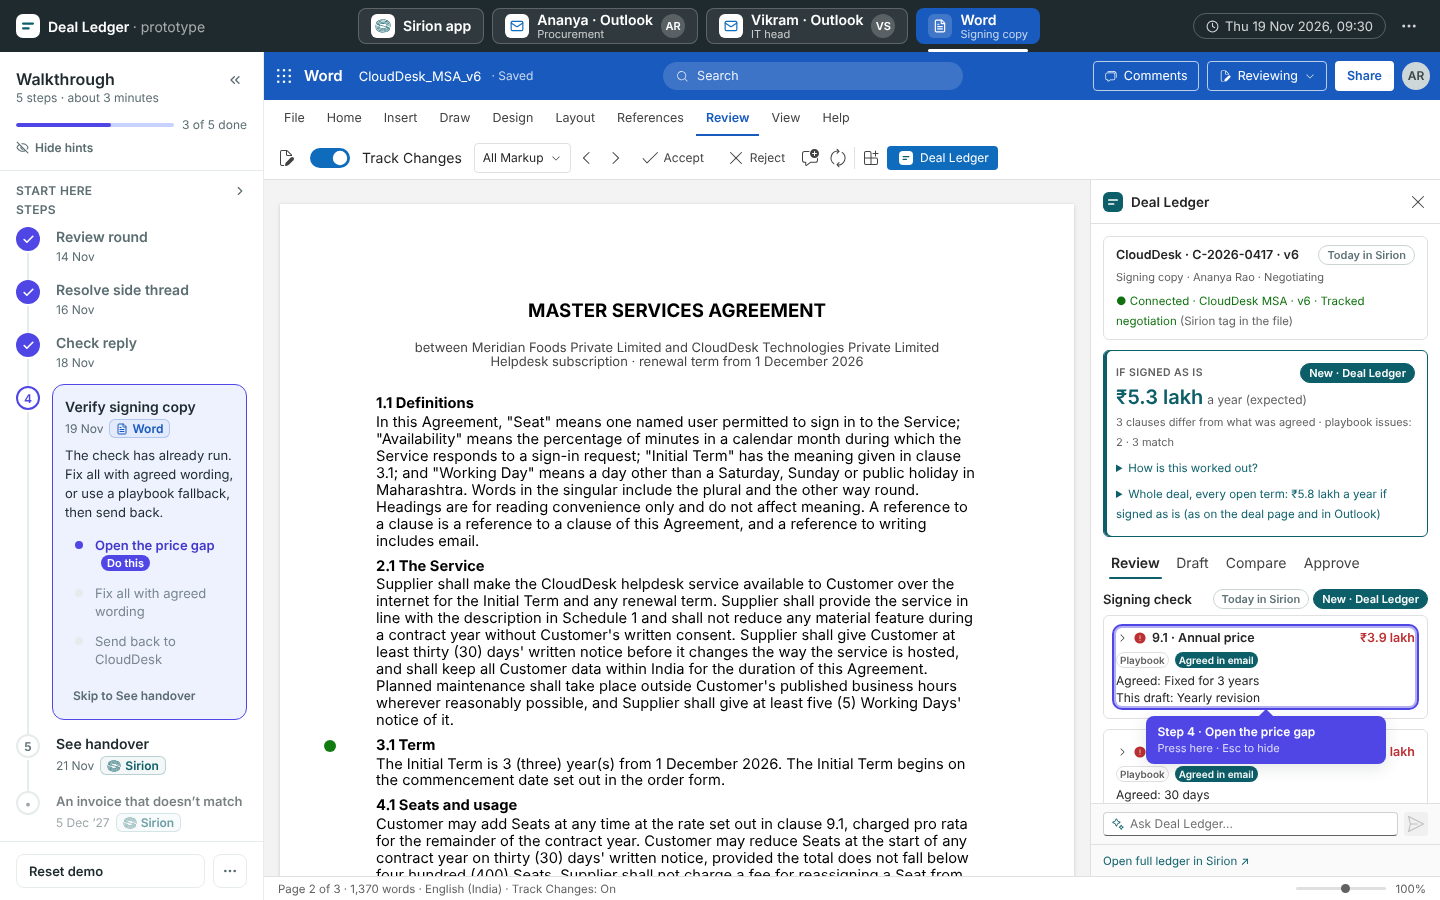 Deal Ledger · prototype
Sirion app
Ananya · Outlook
Procurement
AR
Vikram · Outlook
IT head
VS
Word
Signing copy
Thu 19 Nov 2026, 09:30
Walkthrough
5 steps · about 3 minutes
3 of 5 done
Hide hints
START HERE
STEPS
Review round
14 Nov
Resolve side thread
16 Nov
Check reply
18 Nov
4
Verify signing copy
19 Nov Word
The check has already run.
Fix all with agreed wording,
or use a playbook fallback,
then send back.
Open the price gap
Do this
Fix all with agreed
wording
Send back to
CloudDesk
Skip to See handover
5
See handover
21 Nov Sirion
An invoice that doesn’t match
5 Dec ’27 Sirion
Reset demo
Word
CloudDesk_MSA_v6 · Saved
Search
Comments
Reviewing
Share
AR
File
Home
Insert
Draw
Design
Layout
References
Review
View
Help
Track Changes
All Markup
Accept
Reject
Deal Ledger
MASTER SERVICES AGREEMENT
between Meridian Foods Private Limited and CloudDesk Technologies Private Limited
Helpdesk subscription · renewal term from 1 December 2026
1.1 Definitions
In this Agreement, "Seat" means one named user permitted to sign in to the Service;
"Availability" means the percentage of minutes in a calendar month during which the
Service responds to a sign-in request; "Initial Term" has the meaning given in clause
3.1; and "Working Day" means a day other than a Saturday, Sunday or public holiday in
Maharashtra. Words in the singular include the plural and the other way round.
Headings are for reading convenience only and do not affect meaning. A reference to
a clause is a reference to a clause of this Agreement, and a reference to writing
includes email.
2.1 The Service
Supplier shall make the CloudDesk helpdesk service available to Customer over the
internet for the Initial Term and any renewal term. Supplier shall provide the service in
line with the description in Schedule 1 and shall not reduce any material feature during
a contract year without Customer's written consent. Supplier shall give Customer at
least thirty (30) days' written notice before it changes the way the service is hosted,
and shall keep all Customer data within India for the duration of this Agreement.
Planned maintenance shall take place outside Customer's published business hours
wherever reasonably possible, and Supplier shall give at least five (5) Working Days'
notice of it.
3.1 Term
The Initial Term is 3 (three) year(s) from 1 December 2026. The Initial Term begins on
the commencement date set out in the order form.
4.1 Seats and usage
Customer may add Seats at any time at the rate set out in clause 9.1, charged pro rata
for the remainder of the contract year. Customer may reduce Seats at the start of any
contract year on thirty (30) days' written notice, provided the total does not fall below
four hundred (400) Seats. Supplier shall not charge a fee for reassigning a Seat from
Page 2 of 3 · 1,370 words · English (India) · Track Changes: On
100%
Deal Ledger
CloudDesk · C-2026-0417 · v6
Today in Sirion
Signing copy · Ananya Rao · Negotiating
Connected · CloudDesk MSA · v6 · Tracked
negotiation (Sirion tag in the file)
IF SIGNED AS IS
New · Deal Ledger
₹5.3 lakh a year (expected)
3 clauses differ from what was agreed · playbook issues:
2 · 3 match
How is this worked out?
Whole deal, every open term: ₹5.8 lakh a year if
signed as is (as on the deal page and in Outlook)
Review
Draft
Compare
Approve
Signing check
Today in Sirion
New · Deal Ledger
9.1 · Annual price
₹3.9 lakh
Playbook
Agreed in email
Agreed: Fixed for 3 years
This draft: Yearly revision
Step 4 · Open the price gap
Press here · Esc to hide
lakh
Playbook
Agreed in email
Agreed: 30 days
Ask Deal Ledger...
Open full ledger in Sirion ↗